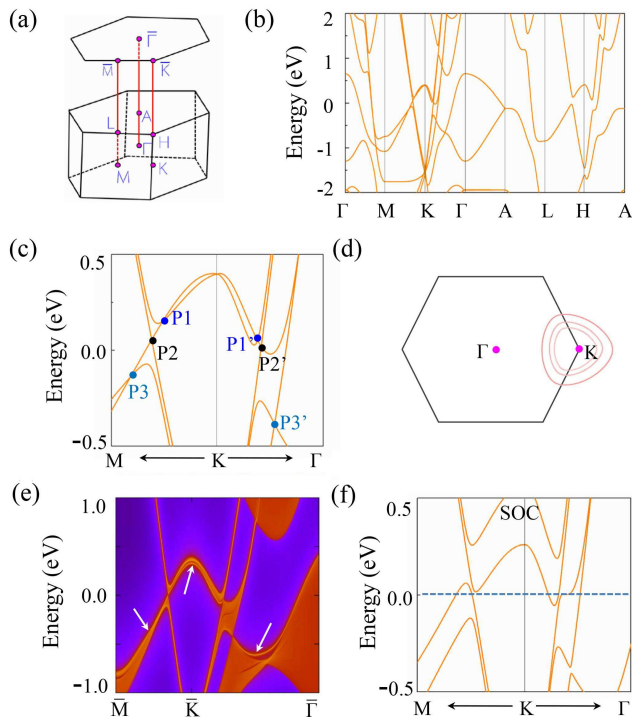 (a)
Γ̅
M̅
K̅
L
A
H
Γ
M
K
(b)
Energy (eV)
2
1
0
-1
-2
Γ M K Γ A L H A
(c)
Energy (eV)
0.5
0.0
-0.5
P1
P2
P3
P1'
P2'
P3'
M K Γ
(d)
Γ
K
(e)
Energy (eV)
1.0
0.0
-1.0
M̅ K̅ Γ̅
(f)
SOC
Energy (eV)
0.5
0.0
-0.5
M K Γ